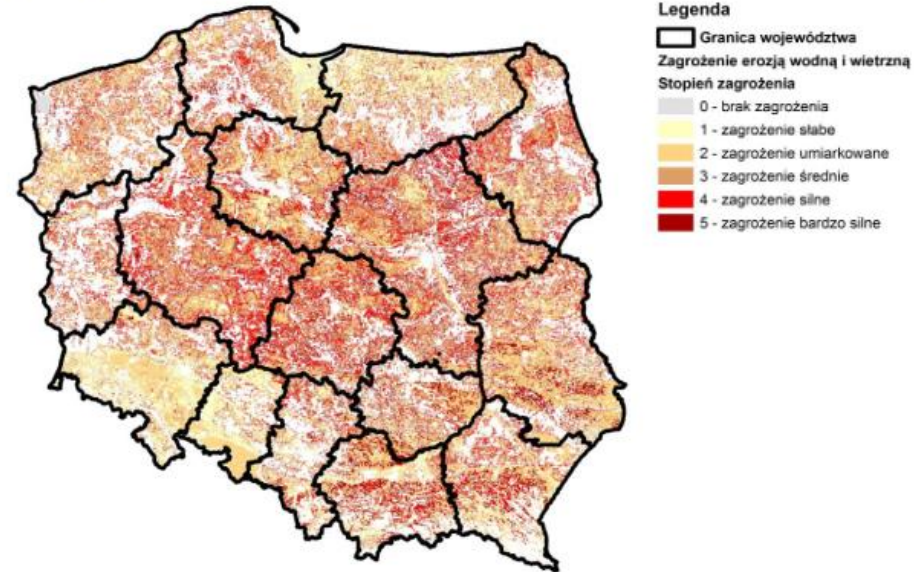 Legenda
Granica województwa
Zagrożenie erozją wodną i wietrzną
Stopień zagrożenia
0 - brak zagrożenia
1 - zagrożenie słabe
2 - zagrożenie umiarkowane
3 - zagrożenie średnie
4 - zagrożenie silne
5 - zagrożenie bardzo silne